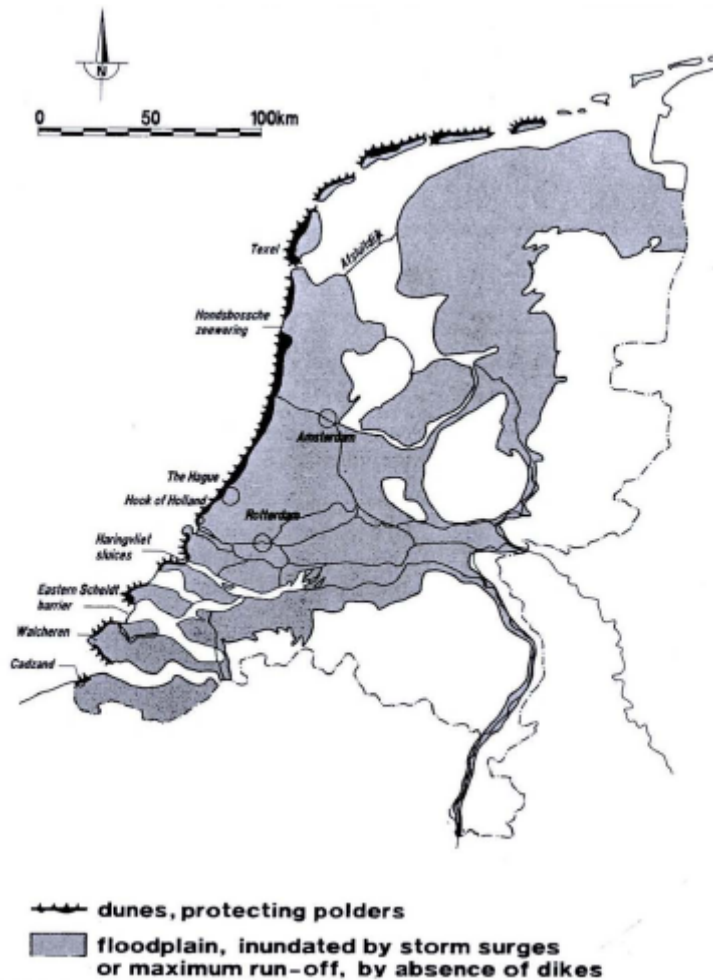 N
0 50 100km
Texel
Afsluitdijk
Hondsbossche
zeewering
Amsterdam
The Hague
Hook of Holland
Rotterdam
Haringvliet
sluices
Eastern Scheldt
barrier
Walcheren
Cadzand
dunes, protecting polders
floodplain, inundated by storm surges
or maximum run-off, by absence of dikes